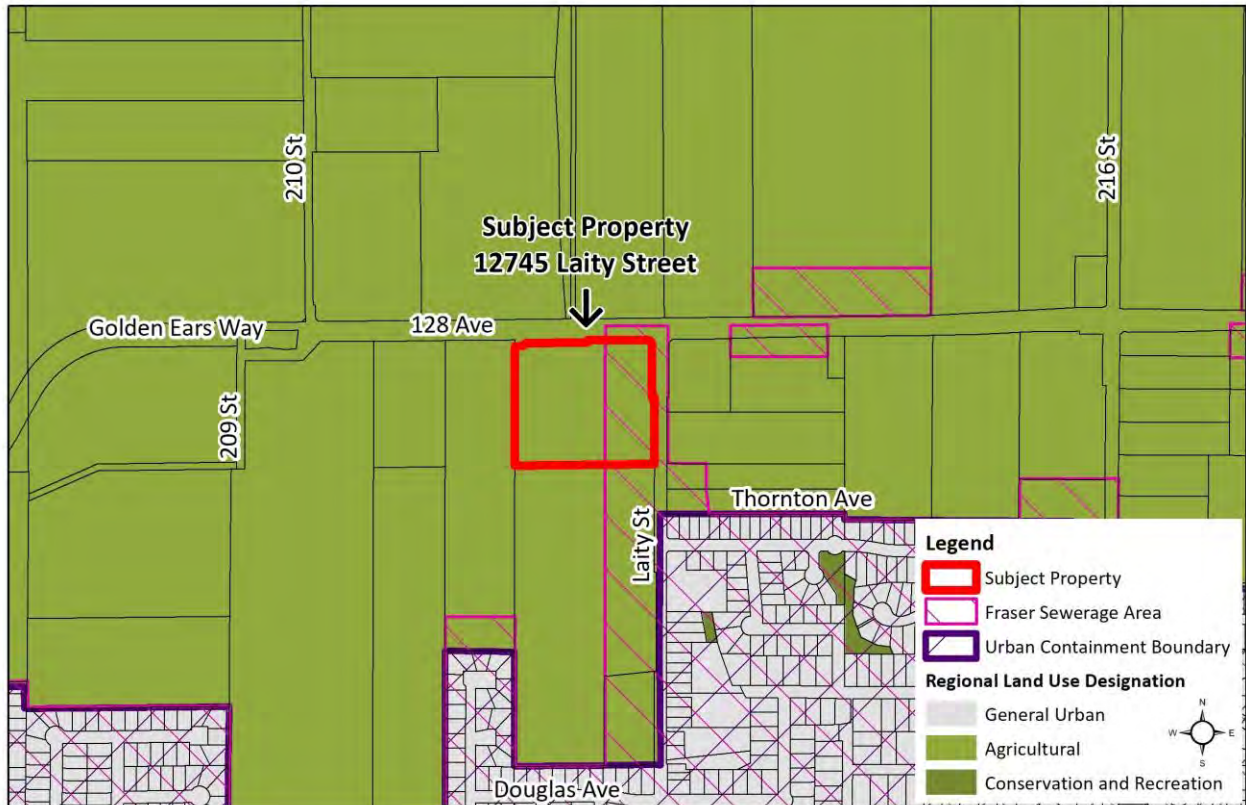 210 St
216 St
Subject Property
12745 Laity Street
Golden Ears Way
128 Ave
209 St
Thornton Ave
Laity St
Douglas Ave
Legend
Subject Property
Fraser Sewerage Area
Urban Containment Boundary
Regional Land Use Designation
General Urban
Agricultural
Conservation and Recreation
N
W
E
S